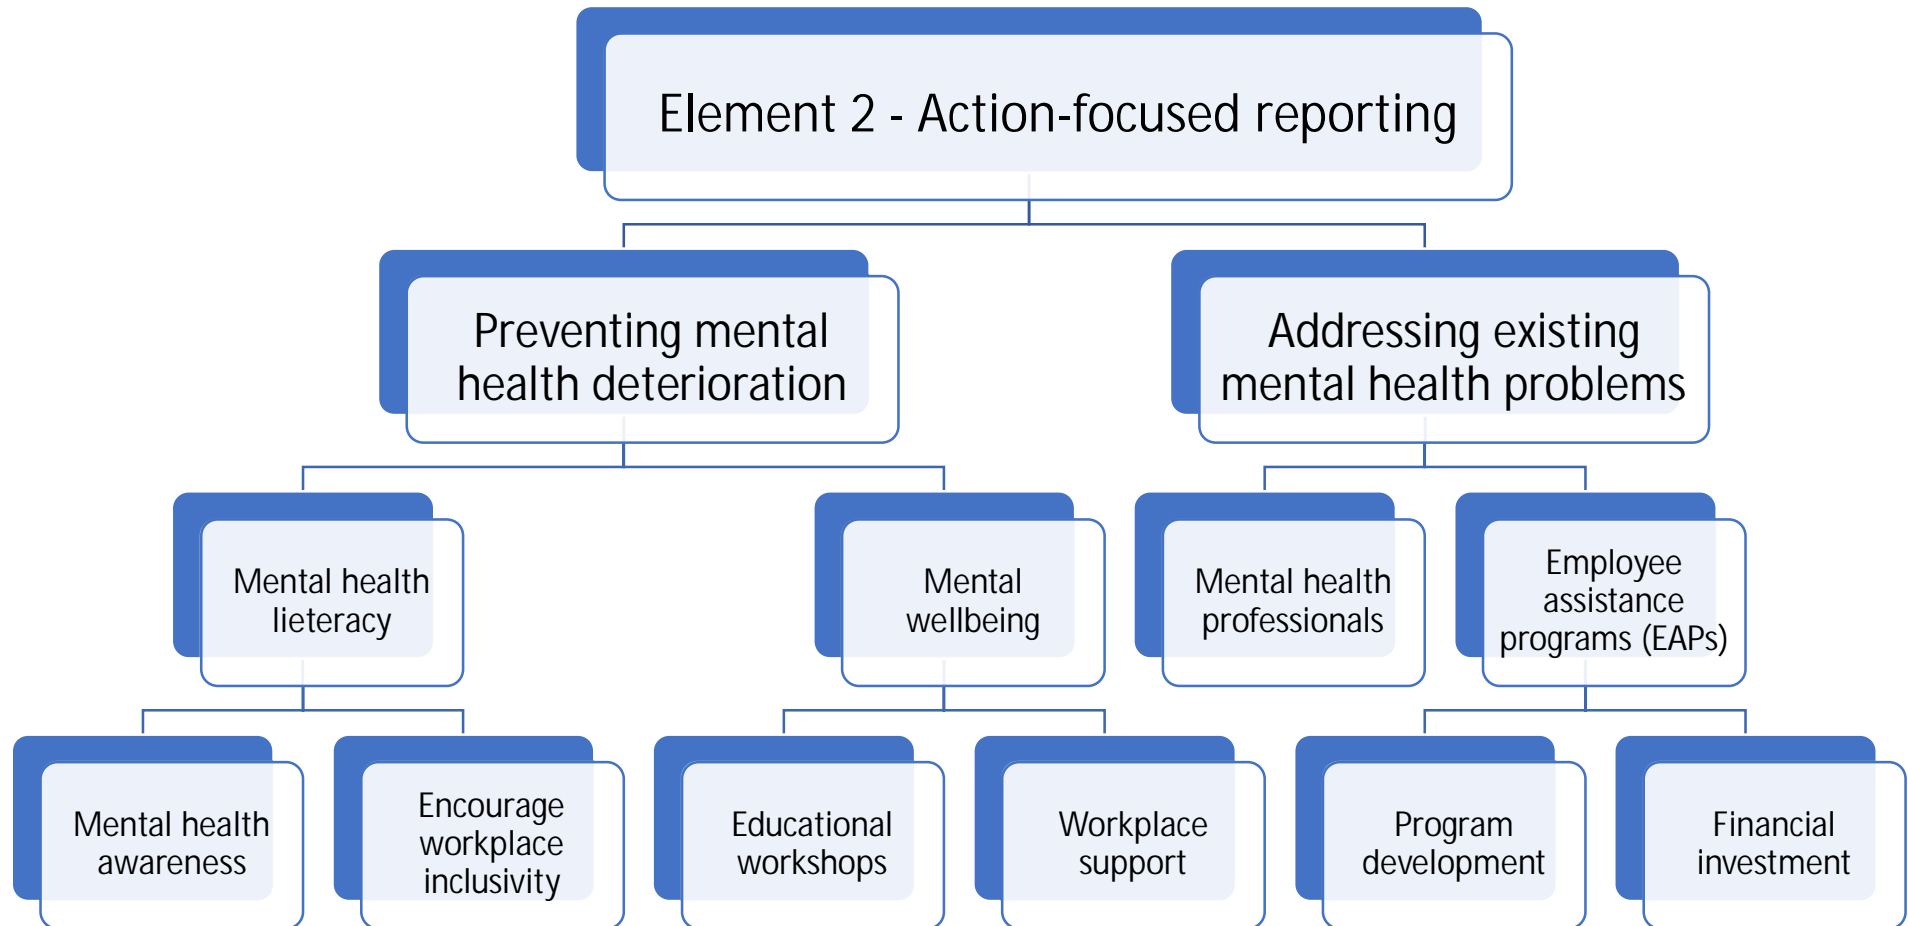 Element 2 - Action-focused reporting
Preventing mental
health deterioration
Addressing existing
mental health problems
Mental health
lieteracy
Mental
wellbeing
Mental health
professionals
Employee
assistance
programs (EAPs)
Mental health
awareness
Encourage
workplace
inclusivity
Educational
workshops
Workplace
support
Program
development
Financial
investment